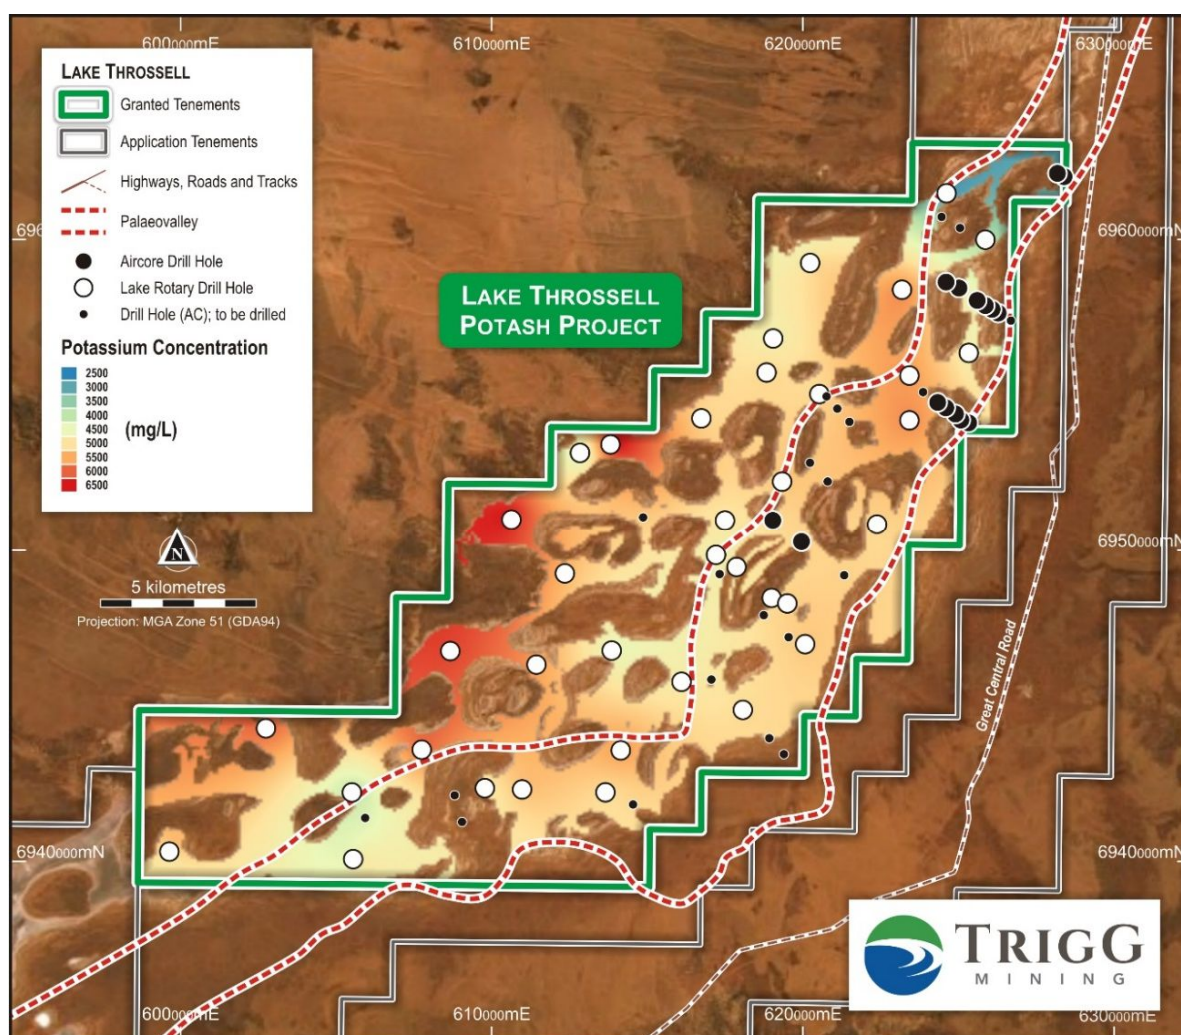 600000mE
610000mE
620000mE
630000mE
LAKE THROSSELL
Granted Tenements
Application Tenements
Highways, Roads and Tracks
Palaeovalley
Aircore Drill Hole
Lake Rotary Drill Hole
Drill Hole (AC); to be drilled
Potassium Concentration
2500
3000
3500
4000
4500
5000
5500
6000
6500
(mg/L)
696
6960000mN
LAKE THROSSELL
POTASH PROJECT
N
5 kilometres
Projection: MGA Zone 51 (GDA94)
6950000mN
Great Central Road
6940000mN
6940000mN
TRIGG
MINING
600000mE
610000mE
620000mE
630000mE